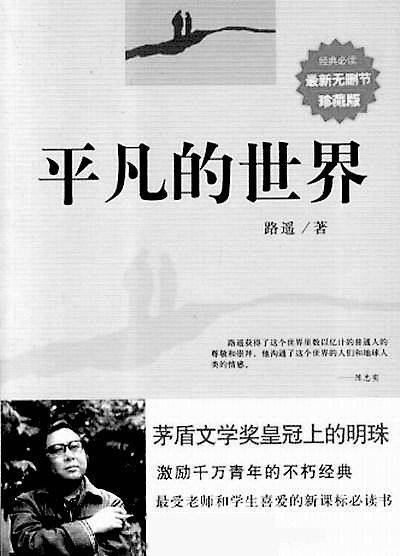 经典必读
最新无删节
珍藏版
平凡的世界
路遥/著
路遥获得了这个世界里数以亿计的普通人的
尊敬和崇拜，他沟通了这个世界的人们和地球人
类的情感。
——陈忠实
茅盾文学奖皇冠上的明珠
激励千万青年的不朽经典
最受老师和学生喜爱的新课标必读书